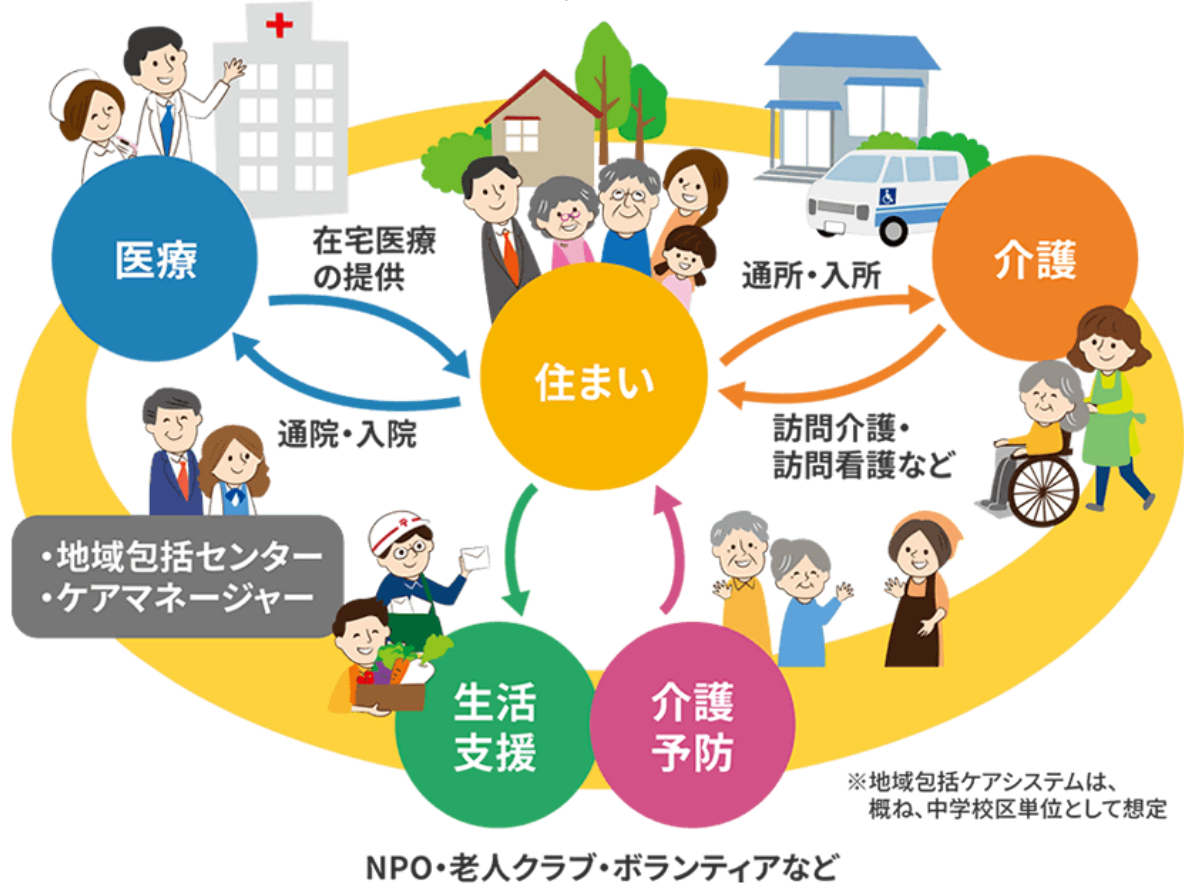 医療
在宅医療
の提供
通院・入院
住まい
通所・入所
介護
訪問介護・
訪問看護など
・地域包括センター
・ケアマネージャー
生活
支援
介護
予防
※地域包括ケアシステムは、
概ね、中学校区単位として想定
NPO・老人クラブ・ボランティアなど